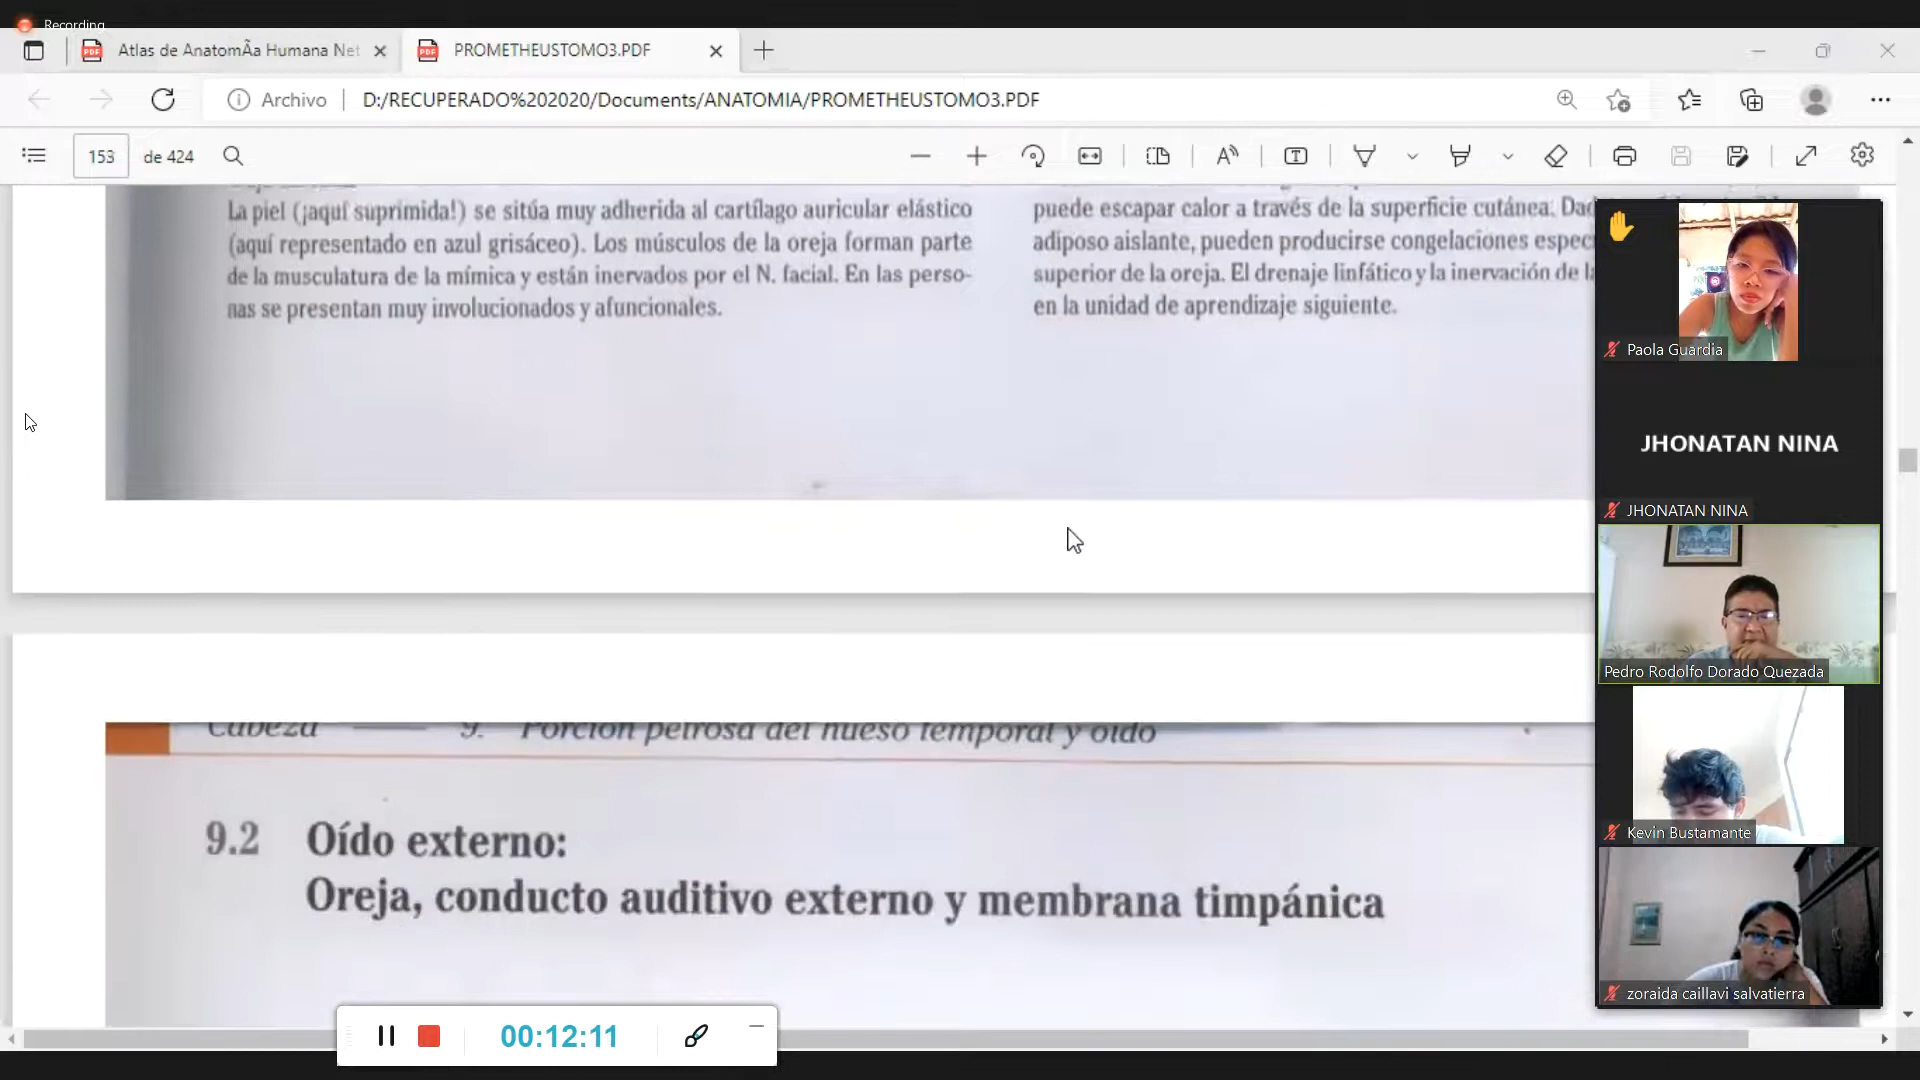 Recording
Atlas de AnatomÃa Humana Net
PROMETHEUSTOMO3.PDF
Archivo
D:/RECUPERADO%202020/Documents/ANATOMIA/PROMETHEUSTOMO3.PDF
153 de 424
La piel (¡aquí suprimida!) se sitúa muy adherida al cartílago auricular elástico
(aquí representado en azul grisáceo). Los músculos de la oreja forman parte
de la musculatura de la mímica y están inervados por el N. facial. En las perso-
nas se presentan muy involucionados y afuncionales.
puede escapar calor a través de la superficie cutánea.
adiposo aislante, pueden producirse congelaciones
superior de la oreja. El drenaje linfático y la inervación de
en la unidad de aprendizaje siguiente.
Cabeza 9. Porción petrosa del hueso temporal y oído
9.2 Oído externo:
Oreja, conducto auditivo externo y membrana timpánica
Paola Guardia
JHONATAN NINA
JHONATAN NINA
Pedro Rodolfo Dorado Quezada
Kevin Bustamante
zoraida caillavi salvatierra
00:12:11